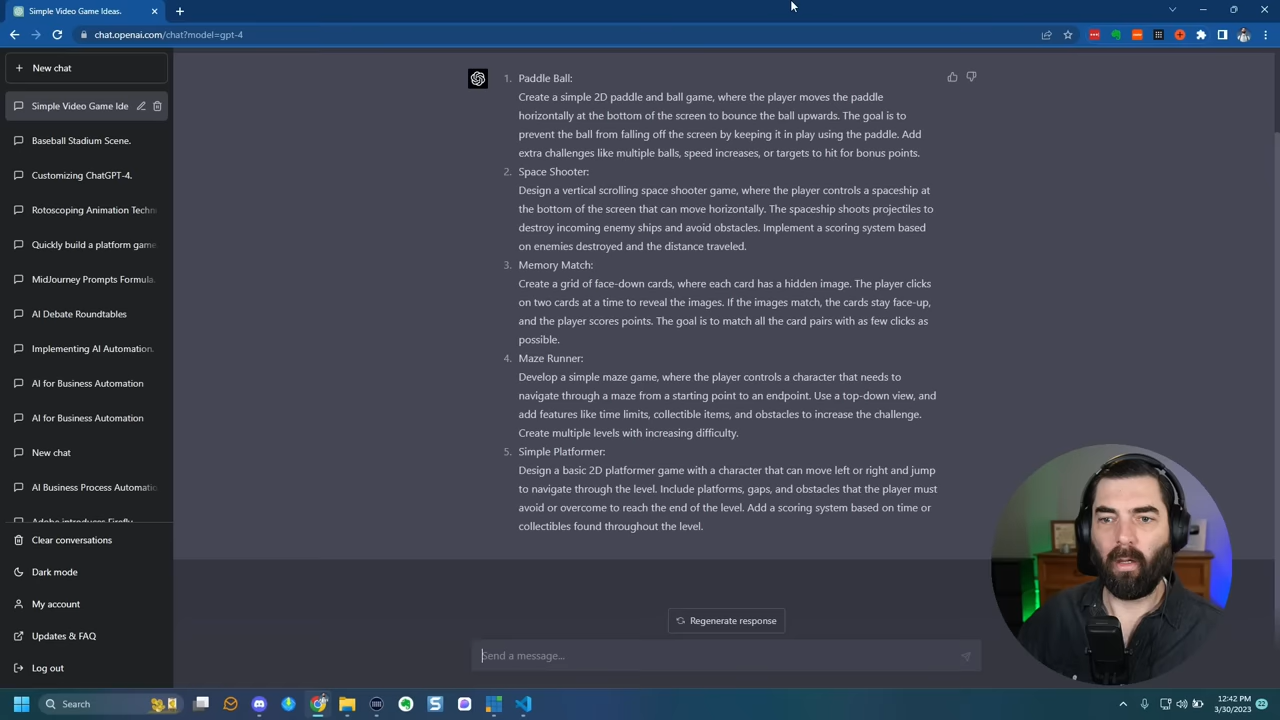 Simple Video Game Ideas.
chat.openai.com/chat?model=gpt-4
New chat
Simple Video Game Ide
Baseball Stadium Scene.
Customizing ChatGPT-4.
Rotoscoping Animation Techni
Quickly build a platform game
MidJourney Prompts Formula.
AI Debate Roundtables
Implementing AI Automation.
AI for Business Automation
AI for Business Automation
New chat
AI Business Process Automatio
Adobe introduces Firefly
Clear conversations
Dark mode
My account
Updates & FAQ
Log out
1. Paddle Ball:
Create a simple 2D paddle and ball game, where the player moves the paddle
horizontally at the bottom of the screen to bounce the ball upwards. The goal is to
prevent the ball from falling off the screen by keeping it in play using the paddle. Add
extra challenges like multiple balls, speed increases, or targets to hit for bonus points.
2. Space Shooter:
Design a vertical scrolling space shooter game, where the player controls a spaceship at
the bottom of the screen that can move horizontally. The spaceship shoots projectiles to
destroy incoming enemy ships and avoid obstacles. Implement a scoring system based
on enemies destroyed and the distance traveled.
3. Memory Match:
Create a grid of face-down cards, where each card has a hidden image. The player clicks
on two cards at a time to reveal the images. If the images match, the cards stay face-up,
and the player scores points. The goal is to match all the card pairs with as few clicks as
possible.
4. Maze Runner:
Develop a simple maze game, where the player controls a character that needs to
navigate through a maze from a starting point to an endpoint. Use a top-down view, and
add features like time limits, collectible items, and obstacles to increase the challenge.
Create multiple levels with increasing difficulty.
5. Simple Platformer:
Design a basic 2D platformer game with a character that can move left or right and jump
to navigate through the level. Include platforms, gaps, and obstacles that the player must
avoid or overcome to reach the end of the level. Add a scoring system based on time or
collectibles found throughout the level.
Regenerate response
Send a message...
Search
12:42 PM
3/30/2023